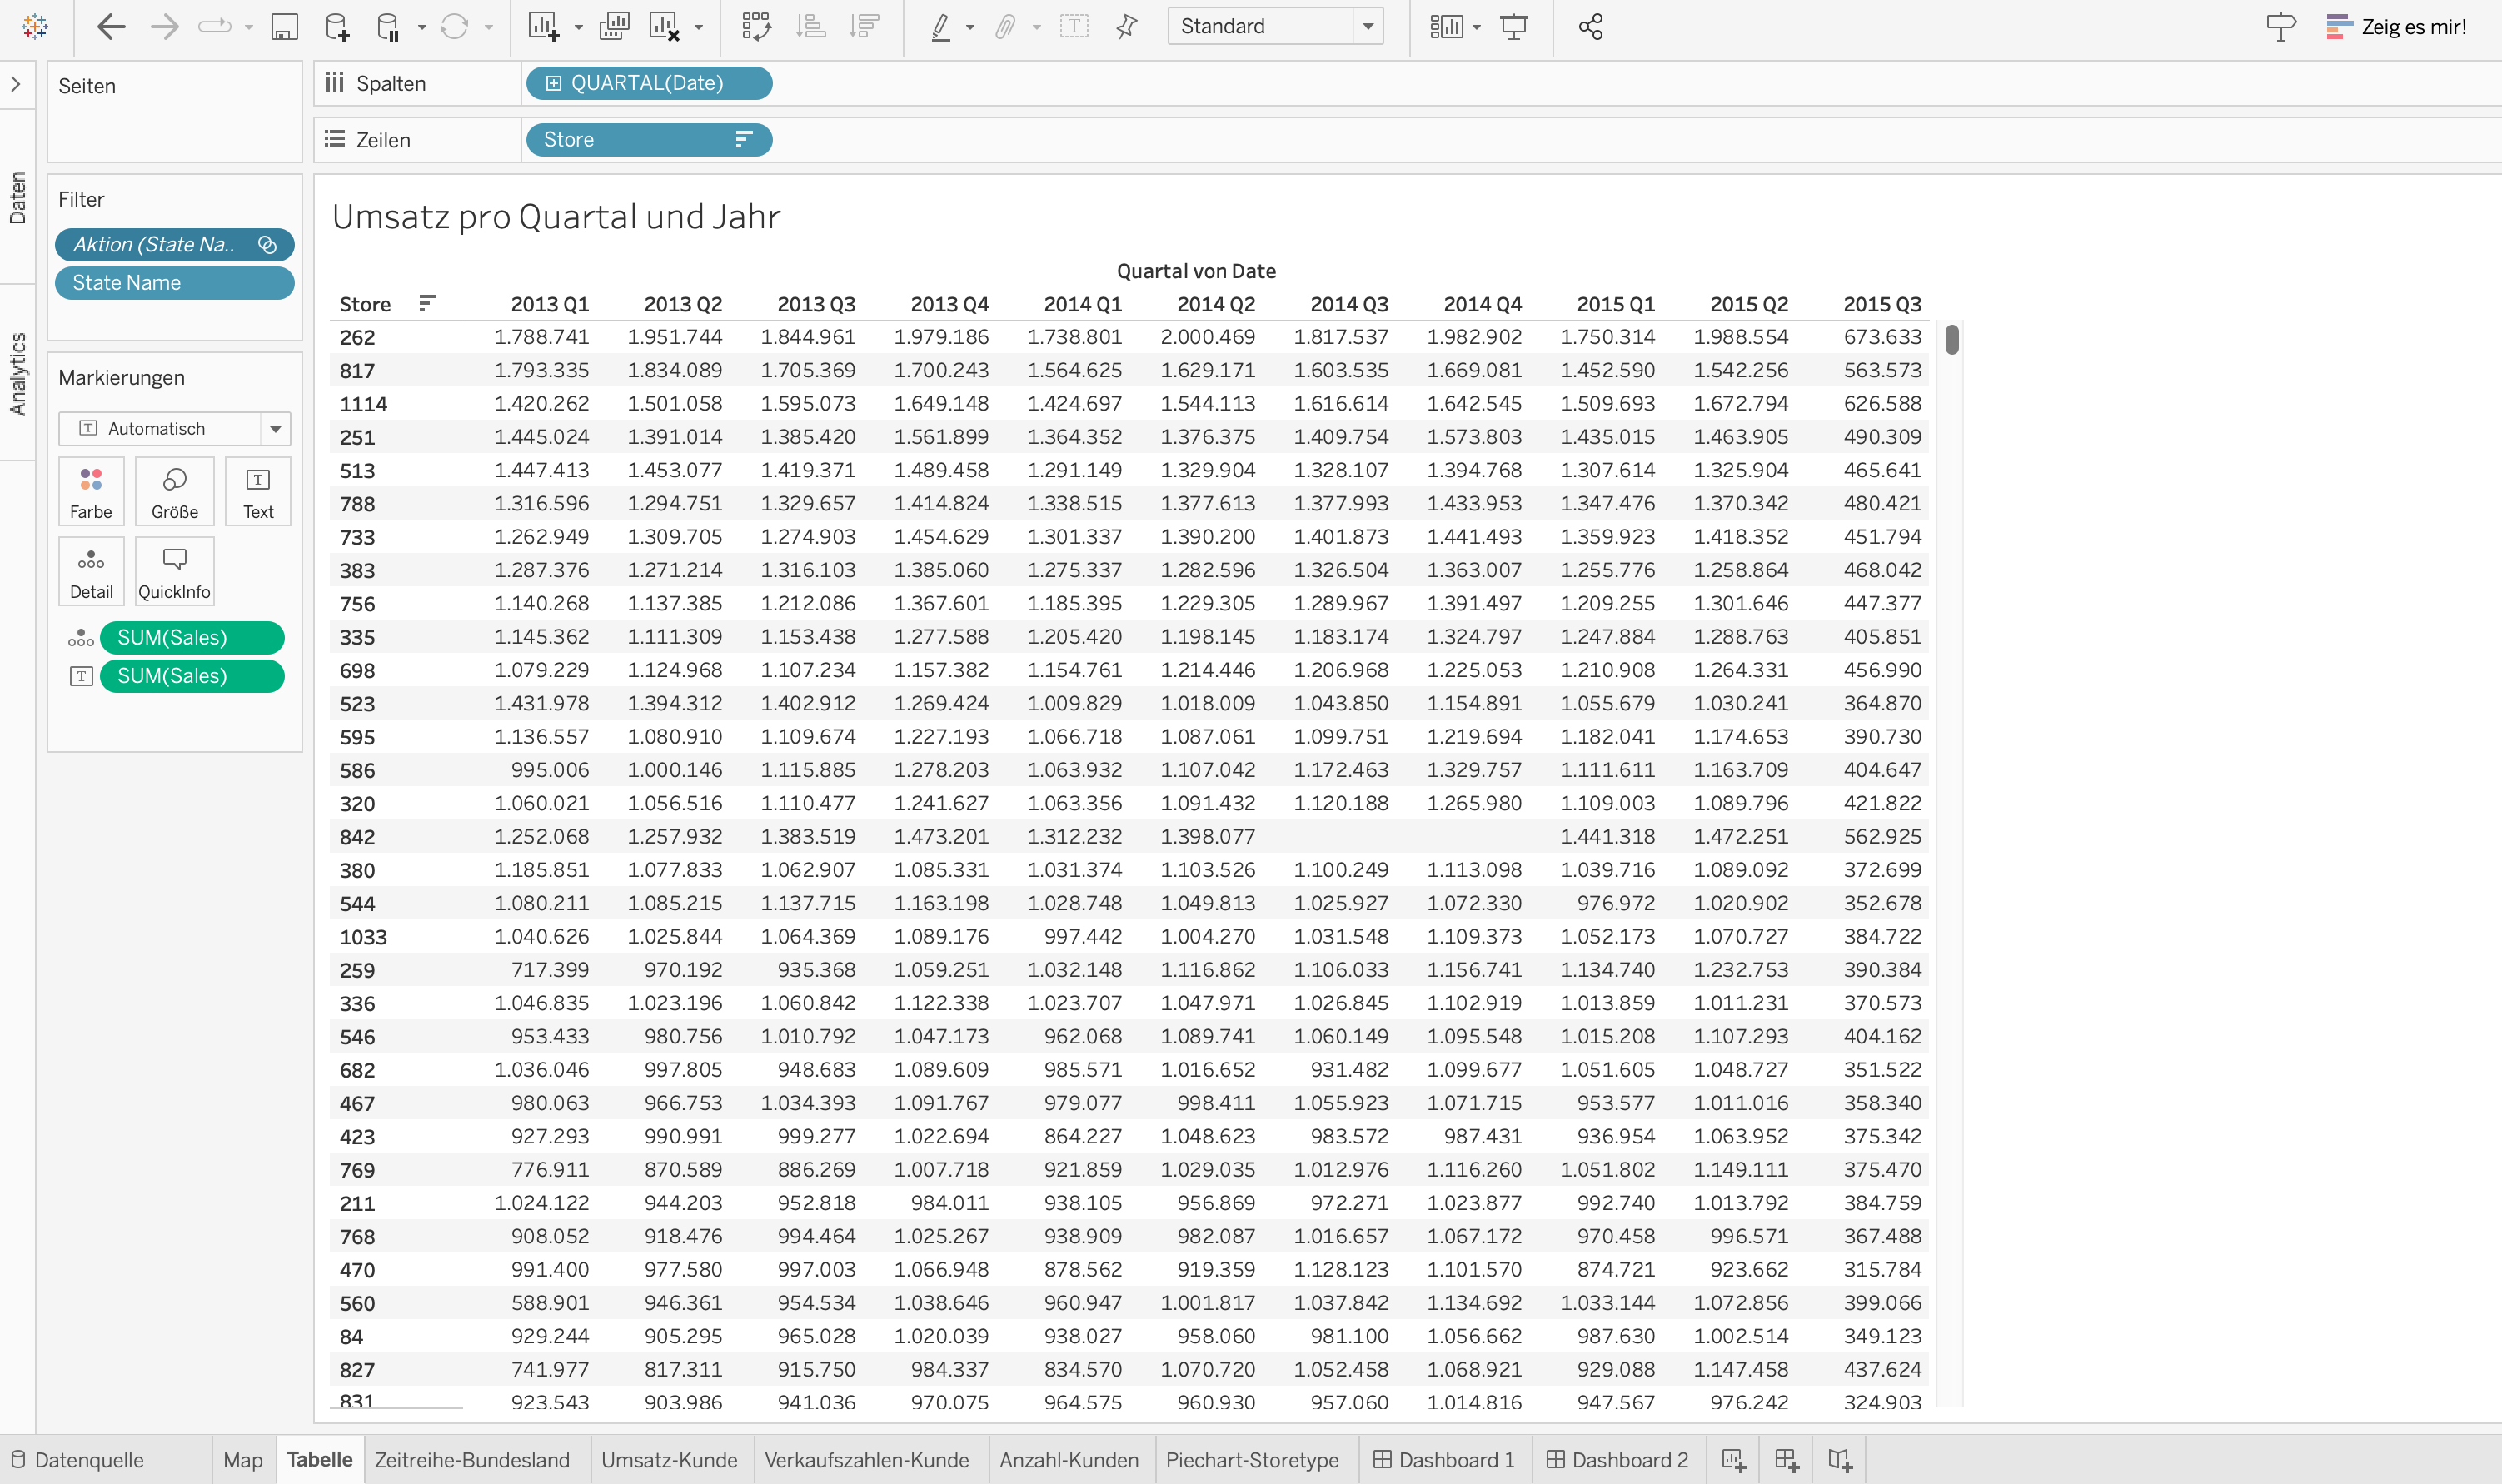 Standard
Zeig es mir!
Daten
Analytics
Seiten
Filter
Aktion (State Na..
State Name
Markierungen
Automatisch
Farbe Größe Text
Detail QuickInfo
SUM(Sales)
SUM(Sales)
Spalten QUARTAL(Date)
Zeilen Store
Umsatz pro Quartal und Jahr
Quartal von Date
Store 2013 Q1 2013 Q2 2013 Q3 2013 Q4 2014 Q1 2014 Q2 2014 Q3 2014 Q4 2015 Q1 2015 Q2 2015 Q3
262 1.788.741 1.951.744 1.844.961 1.979.186 1.738.801 2.000.469 1.817.537 1.982.902 1.750.314 1.988.554 673.633
817 1.793.335 1.834.089 1.705.369 1.700.243 1.564.625 1.629.171 1.603.535 1.669.081 1.452.590 1.542.256 563.573
1114 1.420.262 1.501.058 1.595.073 1.649.148 1.424.697 1.544.113 1.616.614 1.642.545 1.509.693 1.672.794 626.588
251 1.445.024 1.391.014 1.385.420 1.561.899 1.364.352 1.376.375 1.409.754 1.573.803 1.435.015 1.463.905 490.309
513 1.447.413 1.453.077 1.419.371 1.489.458 1.291.149 1.329.904 1.328.107 1.394.768 1.307.614 1.325.904 465.641
788 1.316.596 1.294.751 1.329.657 1.414.824 1.338.515 1.377.613 1.377.993 1.433.953 1.347.476 1.370.342 480.421
733 1.262.949 1.309.705 1.274.903 1.454.629 1.301.337 1.390.200 1.401.873 1.441.493 1.359.923 1.418.352 451.794
383 1.287.376 1.271.214 1.316.103 1.385.060 1.275.337 1.282.596 1.326.504 1.363.007 1.255.776 1.258.864 468.042
756 1.140.268 1.137.385 1.212.086 1.367.601 1.185.395 1.229.305 1.289.967 1.391.497 1.209.255 1.301.646 447.377
335 1.145.362 1.111.309 1.153.438 1.277.588 1.205.420 1.198.145 1.183.174 1.324.797 1.247.884 1.288.763 405.851
698 1.079.229 1.124.968 1.107.234 1.157.382 1.154.761 1.214.446 1.206.968 1.225.053 1.210.908 1.264.331 456.990
523 1.431.978 1.394.312 1.402.912 1.269.424 1.009.829 1.018.009 1.043.850 1.154.891 1.055.679 1.030.241 364.870
595 1.136.557 1.080.910 1.109.674 1.227.193 1.066.718 1.087.061 1.099.751 1.219.694 1.182.041 1.174.653 390.730
586 995.006 1.000.146 1.115.885 1.278.203 1.063.932 1.107.042 1.172.463 1.329.757 1.111.611 1.163.709 404.647
320 1.060.021 1.056.516 1.110.477 1.241.627 1.063.356 1.091.432 1.120.188 1.265.980 1.109.003 1.089.796 421.822
842 1.252.068 1.257.932 1.383.519 1.473.201 1.312.232 1.398.077 1.441.318 1.472.251 562.925
380 1.185.851 1.077.833 1.062.907 1.085.331 1.031.374 1.103.526 1.100.249 1.113.098 1.039.716 1.089.092 372.699
544 1.080.211 1.085.215 1.137.715 1.163.198 1.028.748 1.049.813 1.025.927 1.072.330 976.972 1.020.902 352.678
1033 1.040.626 1.025.844 1.064.369 1.089.176 997.442 1.004.270 1.031.548 1.109.373 1.052.173 1.070.727 384.722
259 717.399 970.192 935.368 1.059.251 1.032.148 1.116.862 1.106.033 1.156.741 1.134.740 1.232.753 390.384
336 1.046.835 1.023.196 1.060.842 1.122.338 1.023.707 1.047.971 1.026.845 1.102.919 1.013.859 1.011.231 370.573
546 953.433 980.756 1.010.792 1.047.173 962.068 1.089.741 1.060.149 1.095.548 1.015.208 1.107.293 404.162
682 1.036.046 997.805 948.683 1.089.609 985.571 1.016.652 931.482 1.099.677 1.051.605 1.048.727 351.522
467 980.063 966.753 1.034.393 1.091.767 979.077 998.411 1.055.923 1.071.715 953.577 1.011.016 358.340
423 927.293 990.991 999.277 1.022.694 864.227 1.048.623 983.572 987.431 936.954 1.063.952 375.342
769 776.911 870.589 886.269 1.007.718 921.859 1.029.035 1.012.976 1.116.260 1.051.802 1.149.111 375.470
211 1.024.122 944.203 952.818 984.011 938.105 956.869 972.271 1.023.877 992.740 1.013.792 384.759
768 908.052 918.476 994.464 1.025.267 938.909 982.087 1.016.657 1.067.172 970.458 996.571 367.488
470 991.400 977.580 997.003 1.066.948 878.562 919.359 1.128.123 1.101.570 874.721 923.662 315.784
560 588.901 946.361 954.534 1.038.646 960.947 1.001.817 1.037.842 1.134.692 1.033.144 1.072.856 399.066
84 929.244 905.295 965.028 1.020.039 938.027 958.060 981.100 1.056.662 987.630 1.002.514 349.123
827 741.977 817.311 915.750 984.337 834.570 1.070.720 1.052.458 1.068.921 929.088 1.147.458 437.624
831 923.543 903.986 941.036 970.075 964.575 960.930 957.060 1.014.816 947.567 976.242 324.903
Datenquelle Map Tabelle Zeitreihe-Bundesland Umsatz-Kunde Verkaufszahlen-Kunde Anzahl-Kunden Piechart-Storetype Dashboard 1 Dashboard 2